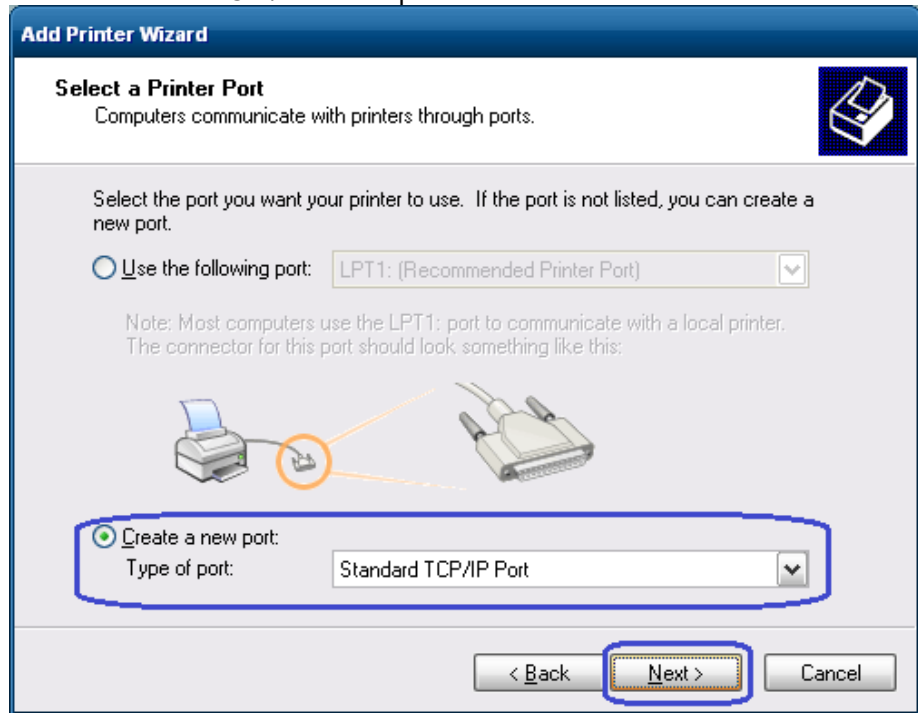 Add Printer Wizard
Select a Printer Port
Computers communicate with printers through ports.
Select the port you want your printer to use.  If the port is not listed, you can create a
new port.
Use the following port:
LPT1: (Recommended Printer Port)
Note: Most computers use the LPT1: port to communicate with a local printer.
The connector for this port should look something like this:
Create a new port:
Type of port:
Standard TCP/IP Port
< Back
Next >
Cancel